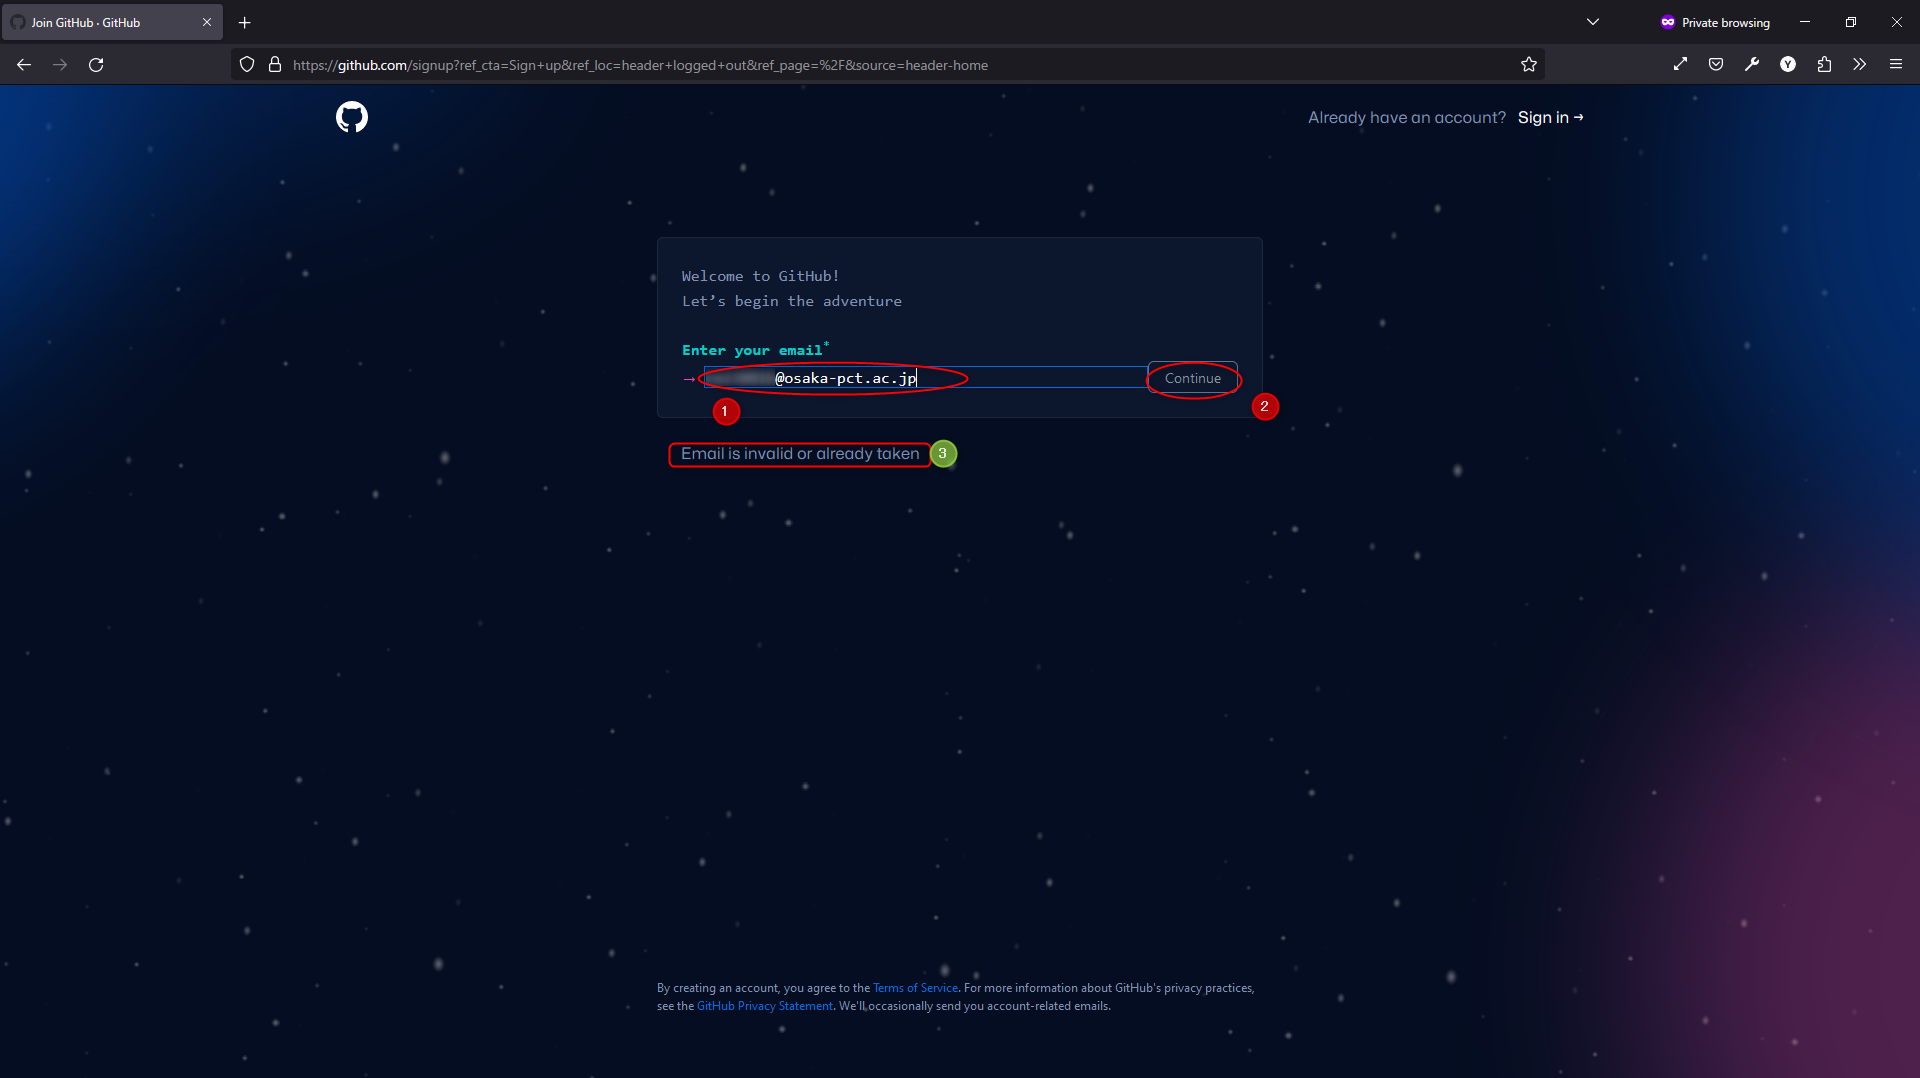 Join GitHub · GitHub
Private browsing
https://github.com/signup?ref_cta=Sign+up&ref_loc=header+logged+out&ref_page=%2F&source=header-home
Y
Already have an account? Sign in →
Welcome to GitHub!
Let’s begin the adventure
Enter your email*
→ @osaka-pct.ac.jp
Continue
1
2
Email is invalid or already taken
3
By creating an account, you agree to the Terms of Service. For more information about GitHub's privacy practices,
see the GitHub Privacy Statement. We'll occasionally send you account-related emails.